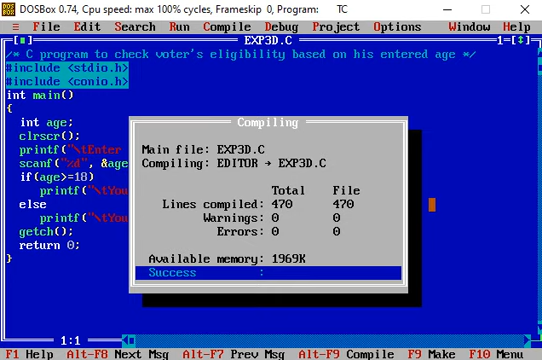 DOSBox 0.74, Cpu speed: max 100% cycles, Frameskip 0, Program: TC
≡ File Edit Search Run Compile Debug Project Options Window Help
[■] EXP3D.C 1=[↕]
/* C program to check voter's eligibility based on his entered age */
#include <stdio.h>
#include <conio.h>
int main()
{
int age;
clrscr();
printf("\tEnter
scanf("%d", &age
if(age>=18)
printf("\tYou
else
printf("\tYou
getch();
return 0;
}
Compiling
Main file: EXP3D.C
Compiling: EDITOR → EXP3D.C
Total File
Lines compiled: 470 470
Warnings: 0 0
Errors: 0 0
Available memory: 1969K
Success :
1:1
F1 Help Alt-F8 Next Msg Alt-F7 Prev Msg Alt-F9 Compile F9 Make F10 Menu